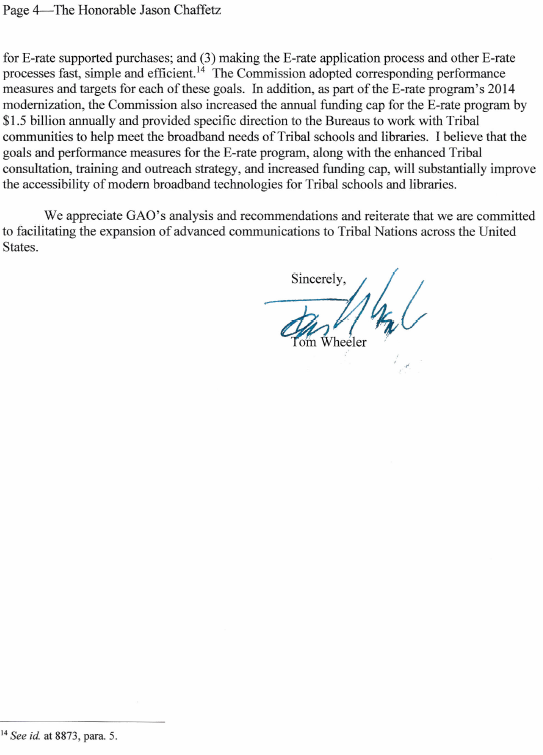 Page 4—The Honorable Jason Chaffetz
for E-rate supported purchases; and (3) making the E-rate application process and other E-rate
processes fast, simple and efficient.14 The Commission adopted corresponding performance
measures and targets for each of these goals. In addition, as part of the E-rate program's 2014
modernization, the Commission also increased the annual funding cap for the E-rate program by
$1.5 billion annually and provided specific direction to the Bureaus to work with Tribal
communities to help meet the broadband needs of Tribal schools and libraries. I believe that the
goals and performance measures for the E-rate program, along with the enhanced Tribal
consultation, training and outreach strategy, and increased funding cap, will substantially improve
the accessibility of modern broadband technologies for Tribal schools and libraries.
We appreciate GAO's analysis and recommendations and reiterate that we are committed
to facilitating the expansion of advanced communications to Tribal Nations across the United
States.
Sincerely,
Tom Wheeler
14 See id. at 8873, para. 5.